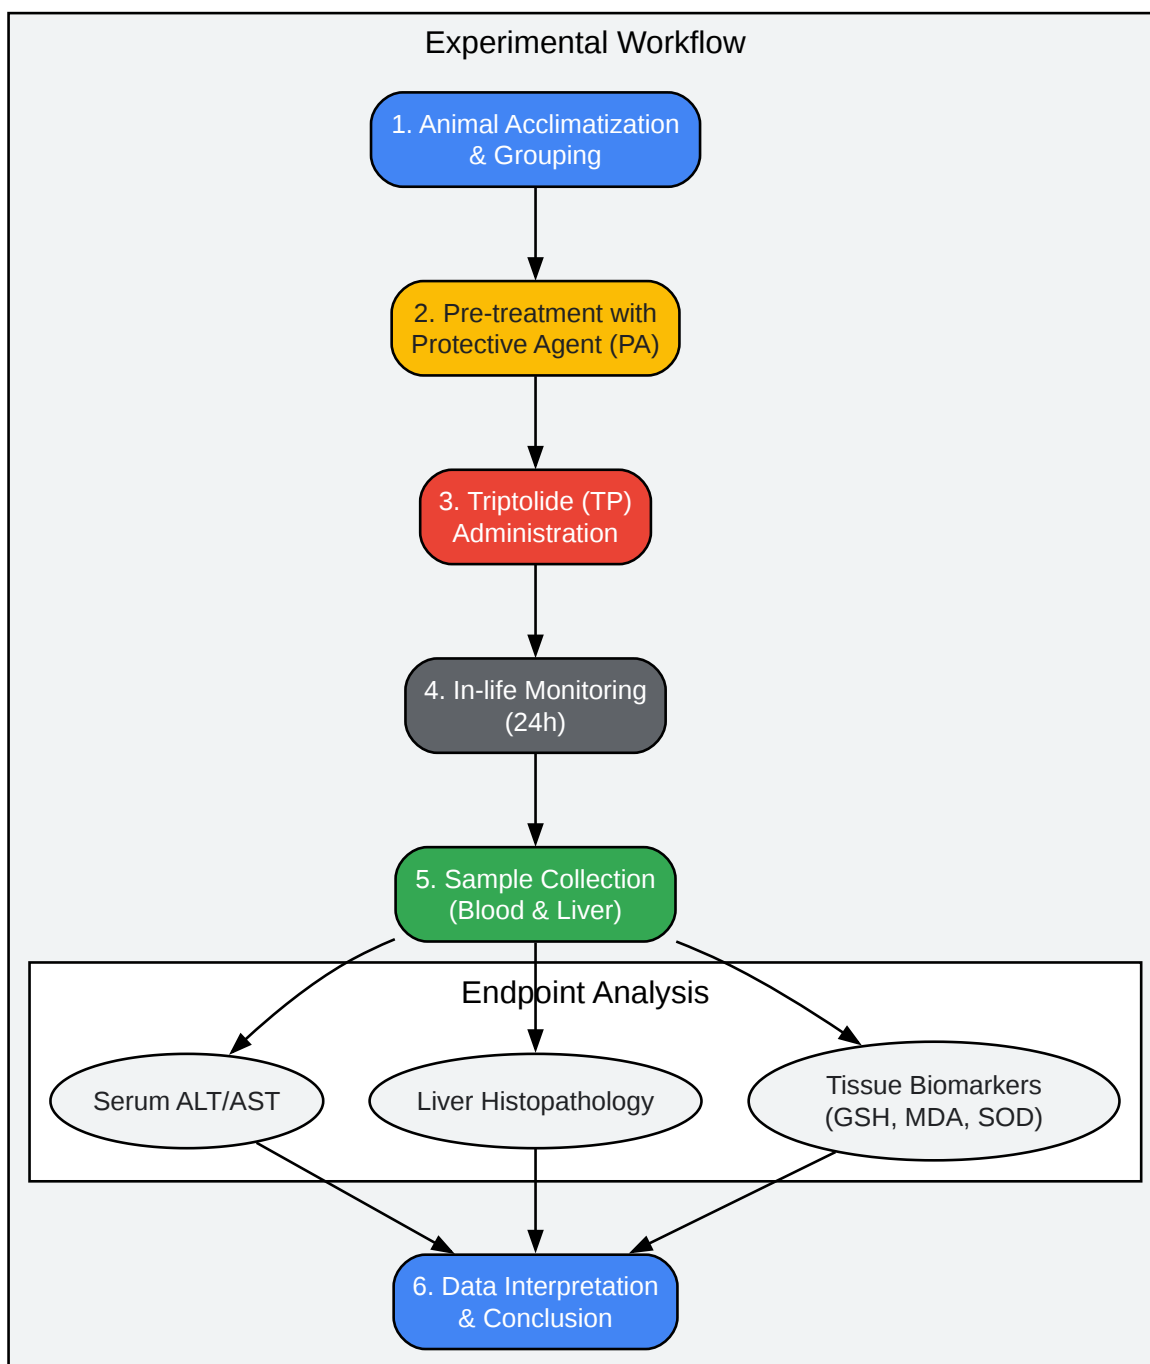 Experimental Workflow
1. Animal Acclimatization
& Grouping
2. Pre-treatment with
Protective Agent (PA)
3. Triptolide (TP)
Administration
4. In-life Monitoring
(24h)
5. Sample Collection
(Blood & Liver)
Endpoint Analysis
Serum ALT/AST
Liver Histopathology
Tissue Biomarkers
(GSH, MDA, SOD)
6. Data Interpretation
& Conclusion